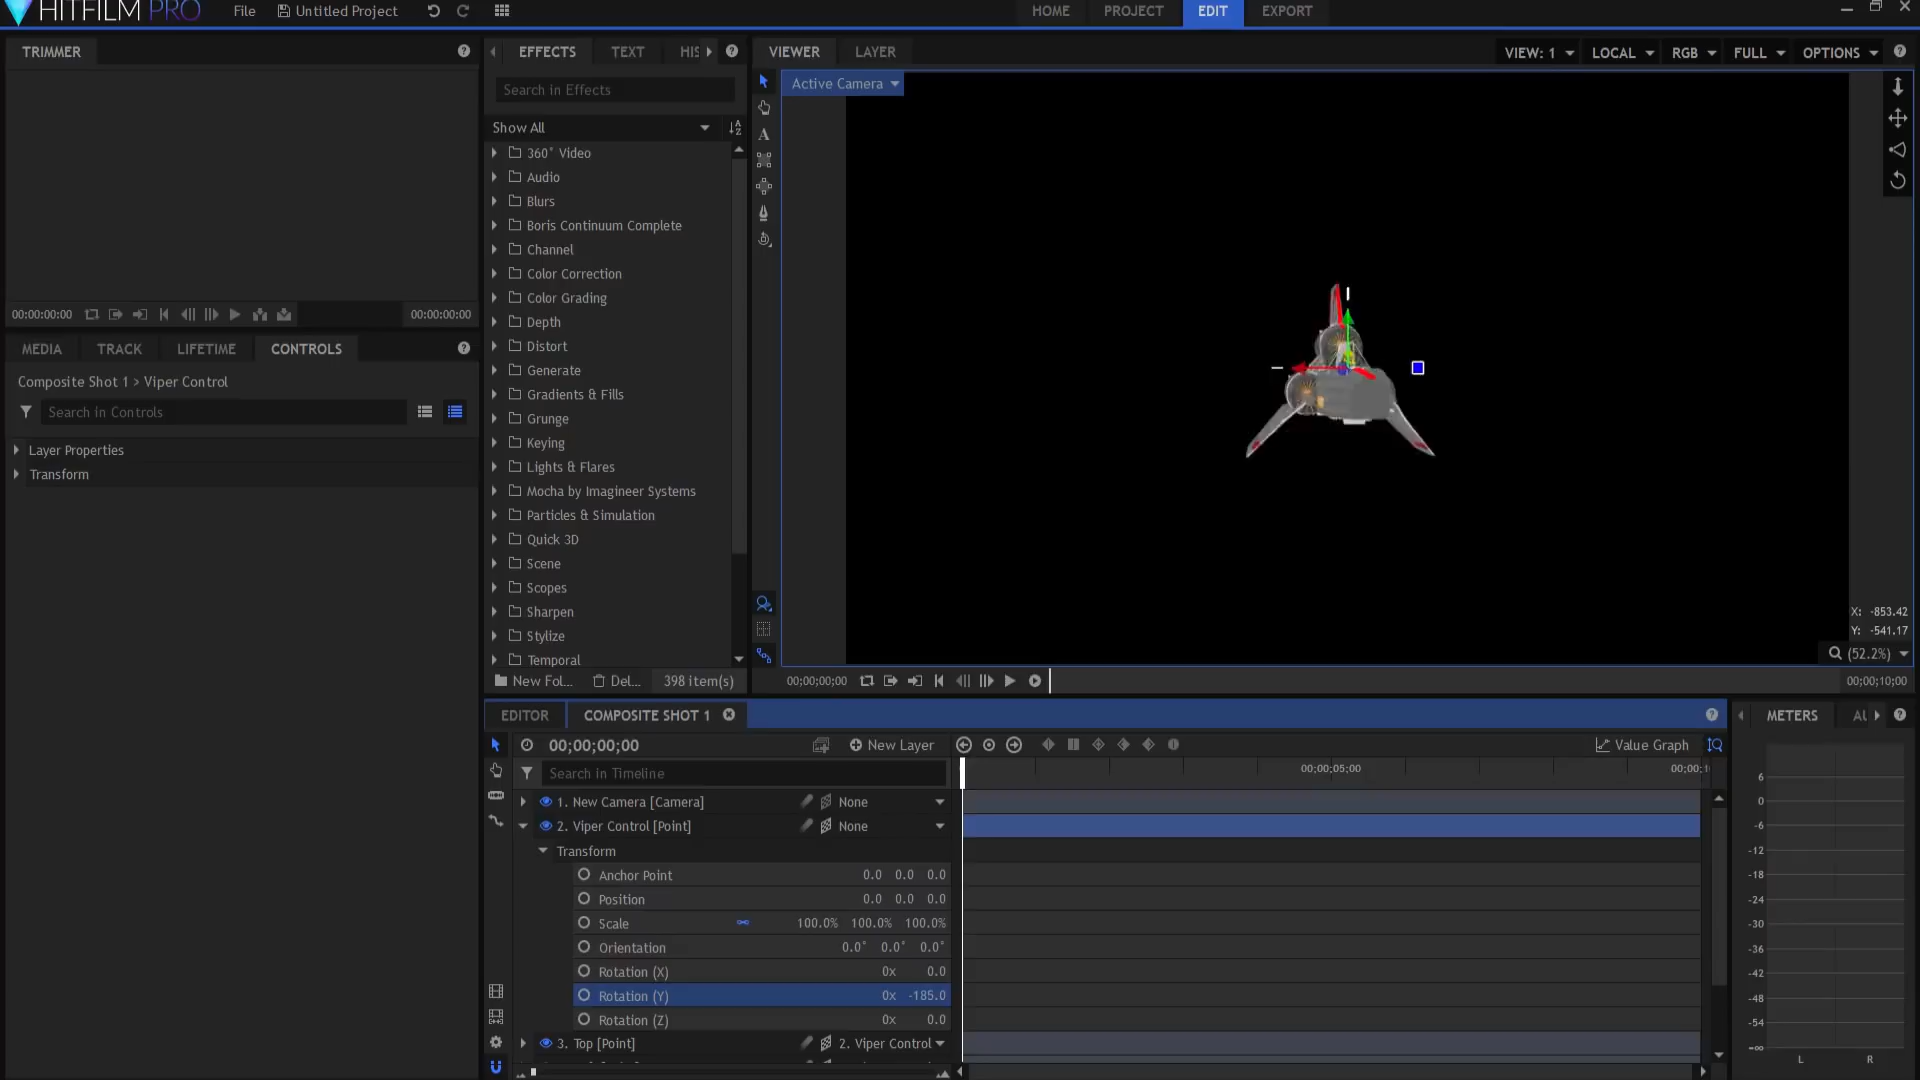 HITFILM PRO
File
Untitled Project
HOME
PROJECT
EDIT
EXPORT
TRIMMER
EFFECTS
TEXT
HIS
VIEWER
LAYER
VIEW: 1
LOCAL
RGB
FULL
OPTIONS
Search in Effects
Show All
Active Camera
360° Video
Audio
Blurs
Boris Continuum Complete
Channel
Color Correction
Color Grading
Depth
Distort
Generate
Gradients & Fills
Grunge
Keying
Lights & Flares
Mocha by Imagineer Systems
Particles & Simulation
Quick 3D
Scene
Scopes
Sharpen
Stylize
Temporal
New Fol...
Del...
398 item(s)
00:00:00:00
00:00:00:00
MEDIA
TRACK
LIFETIME
CONTROLS
Composite Shot 1 > Viper Control
Search in Controls
Layer Properties
Transform
X: -853.42
Y: -541.17
(52.2%)
00;00;00;00
00;00;10;00
EDITOR
COMPOSITE SHOT 1
METERS
AU
00;00;00;00
New Layer
Value Graph
Search in Timeline
00;00;05;00
00;00;1
1. New Camera [Camera]
None
2. Viper Control [Point]
None
Transform
Anchor Point 0.0 0.0 0.0
Position 0.0 0.0 0.0
Scale 100.0% 100.0% 100.0%
Orientation 0.0° 0.0° 0.0°
Rotation (X) 0x 0.0
Rotation (Y) 0x -185.0
Rotation (Z) 0x 0.0
3. Top [Point]
2. Viper Control
6
0
-6
-12
-18
-24
-30
-36
-42
-48
-54
-∞
L
R